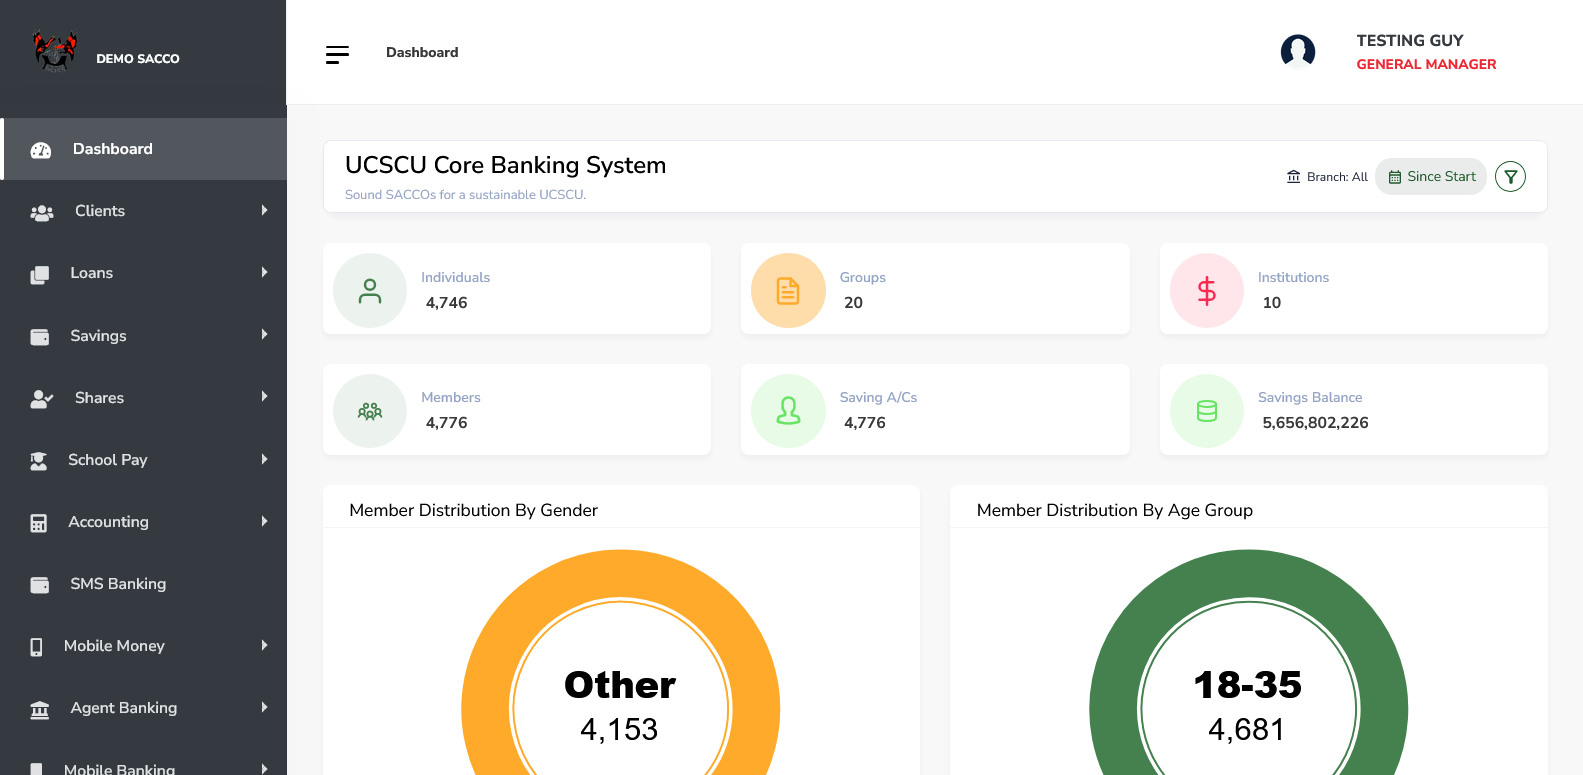 DEMO SACCO
Dashboard
Clients
Loans
Savings
Shares
School Pay
Accounting
SMS Banking
Mobile Money
Agent Banking
Mobile Banking
Dashboard
TESTING GUY
GENERAL MANAGER
UCSCU Core Banking System
Sound SACCOs for a sustainable UCSCU.
Branch: All
Since Start
Individuals
4,746
Groups
20
Institutions
10
Members
4,776
Saving A/Cs
4,776
Savings Balance
5,656,802,226
Member Distribution By Gender
Other
4,153
Member Distribution By Age Group
18-35
4,681